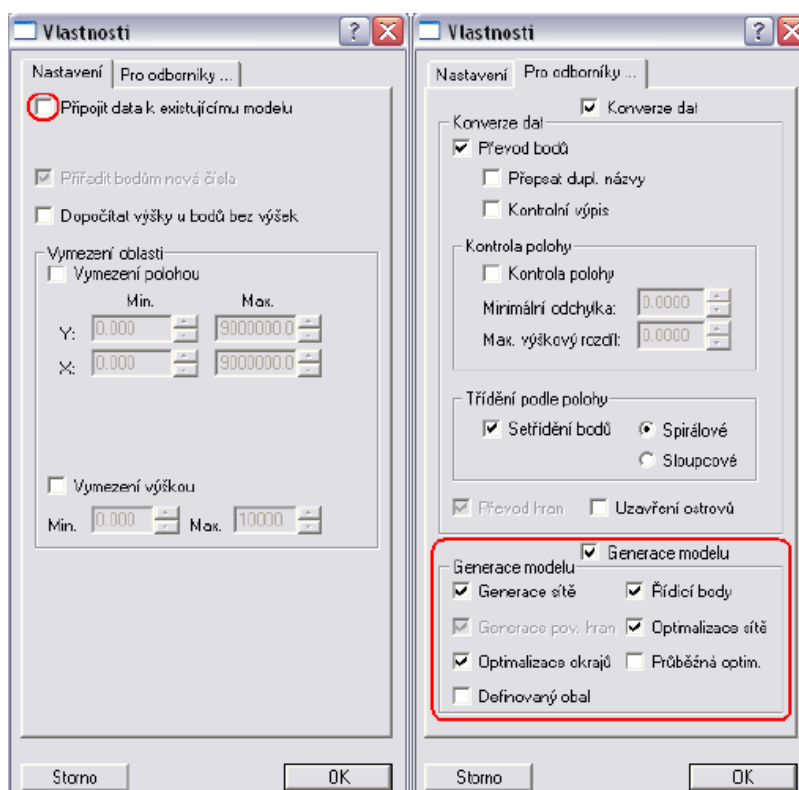 Vlastnosti
Nastavení
Pro odborníky ...
Připojit data k existujícímu modelu
Přiřadit bodům nová čísla
Dopočítat výšky u bodů bez výšek
Vymezení oblasti
Vymezení polohou
Min. Max.
Y: 0.000 9000000.0
X: 0.000 9000000.0
Vymezení výškou
Min. 0.000 Max. 10000
Storno OK
Vlastnosti
Nastavení
Pro odborníky ...
Konverze dat
Konverze dat
Převod bodů
Přepsat dupl. názvy
Kontrolní výpis
Kontrola polohy
Kontrola polohy
Minimální odchylka: 0.0000
Max. výškový rozdíl: 0.0000
Třídění podle polohy
Setřídění bodů Spirálové
Sloupcové
Převod hran Uzavření ostrovů
Generace modelu
Generace modelu
Generace sítě Řídicí body
Generace pov. hran Optimalizace sítě
Optimalizace okrajů Průběžná optim.
Definovaný obal
Storno OK